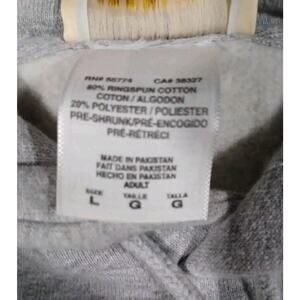 RN# 56774 CA# 38327
80% RINGSPUN COTTON
COTON / ALGODON
20% POLYESTER / POLIESTER
PRE-SHRUNK/PRE-ENCOGIDO
PRÉ-RÉTRÉCI
MADE IN PAKISTAN
FAIT DANS PAKISTAN
HECHO EN PAKISTAN
ADULT
SIZE TAILLE TALLA
L G G